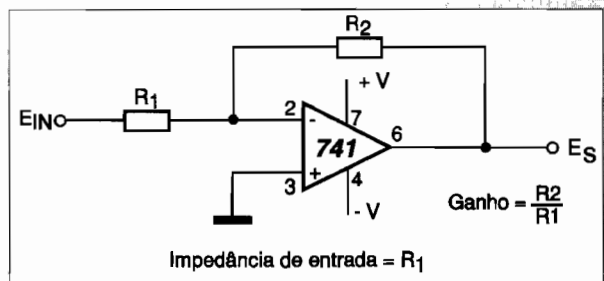 R2
R1
+ V
EIN
2
-
7
741
6
ES
3
+
4
- V
Ganho = R2/R1
Impedância de entrada = R1